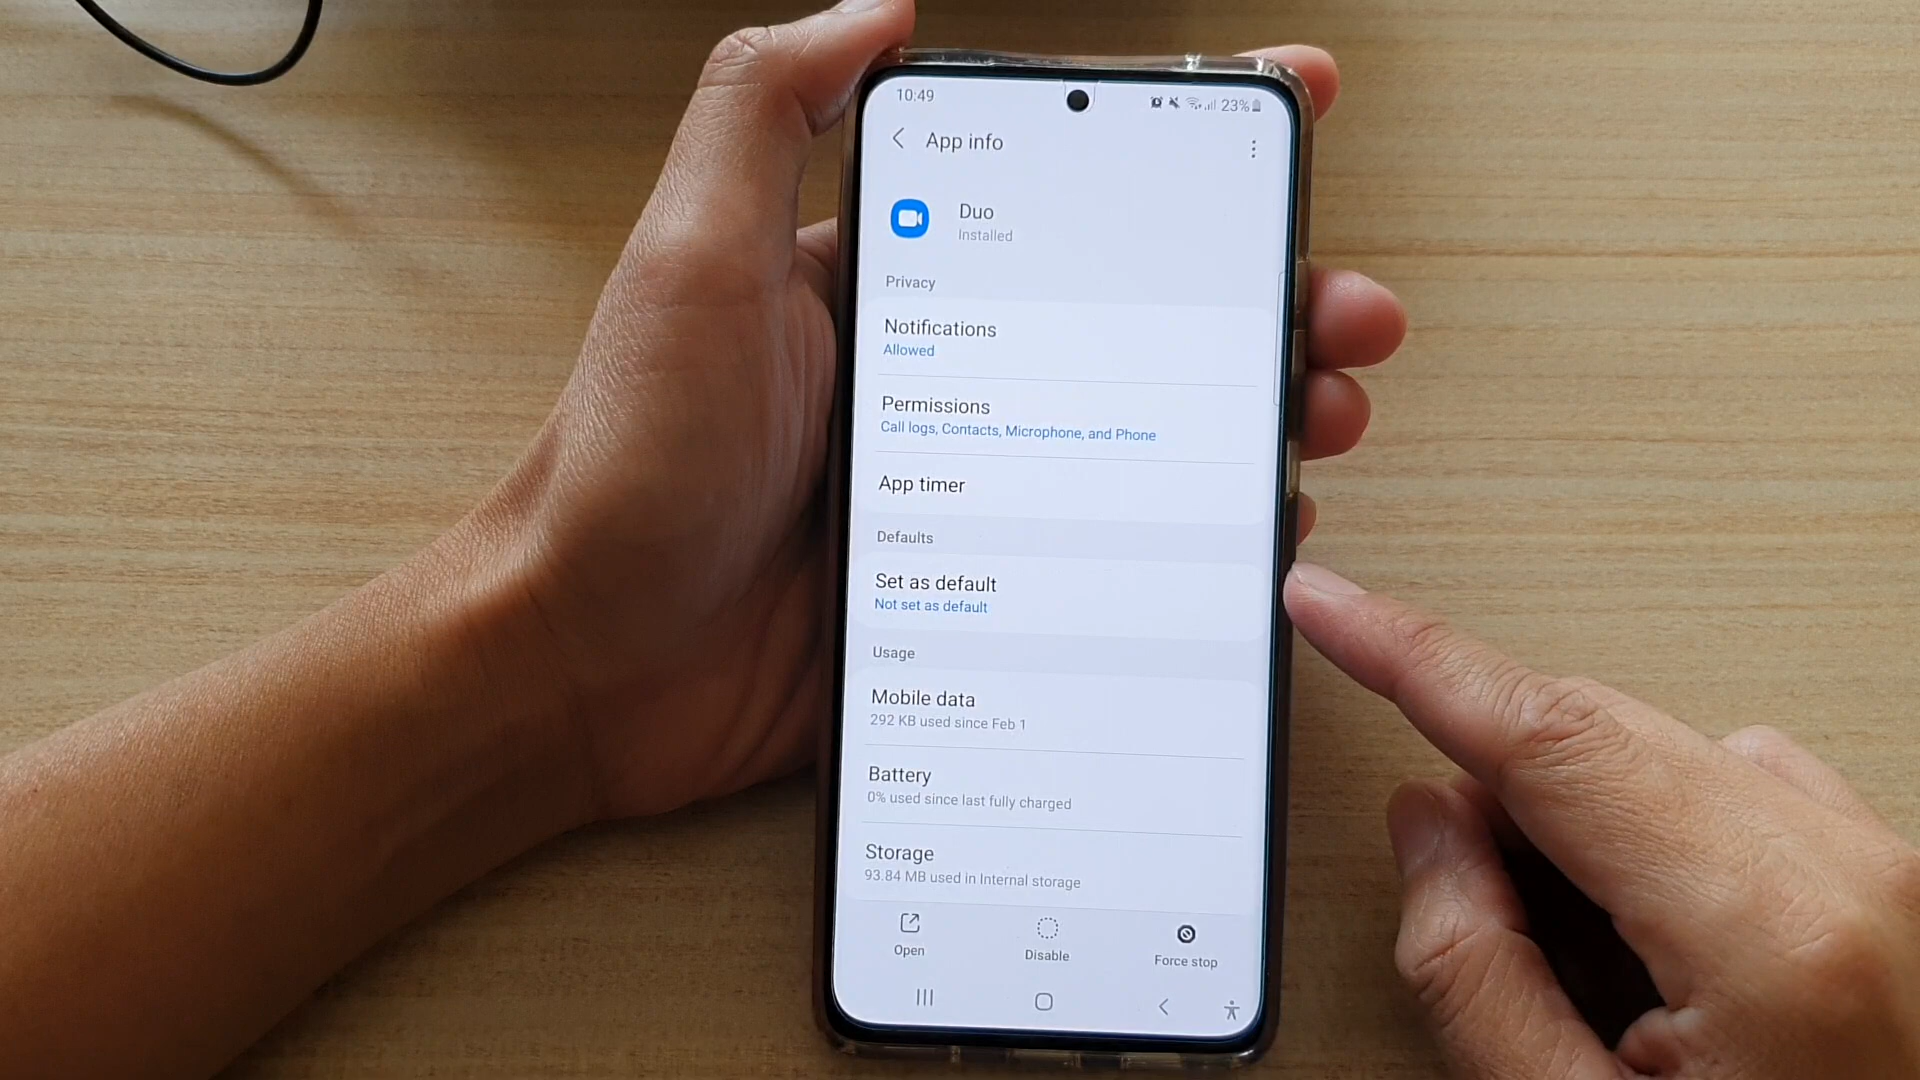 10:49
23%
App info
Duo
Installed
Privacy
Notifications
Allowed
Permissions
Call logs, Contacts, Microphone, and Phone
App timer
Defaults
Set as default
Not set as default
Usage
Mobile data
292 KB used since Feb 1
Battery
0% used since last fully charged
Storage
93.84 MB used in Internal storage
Open
Disable
Force stop